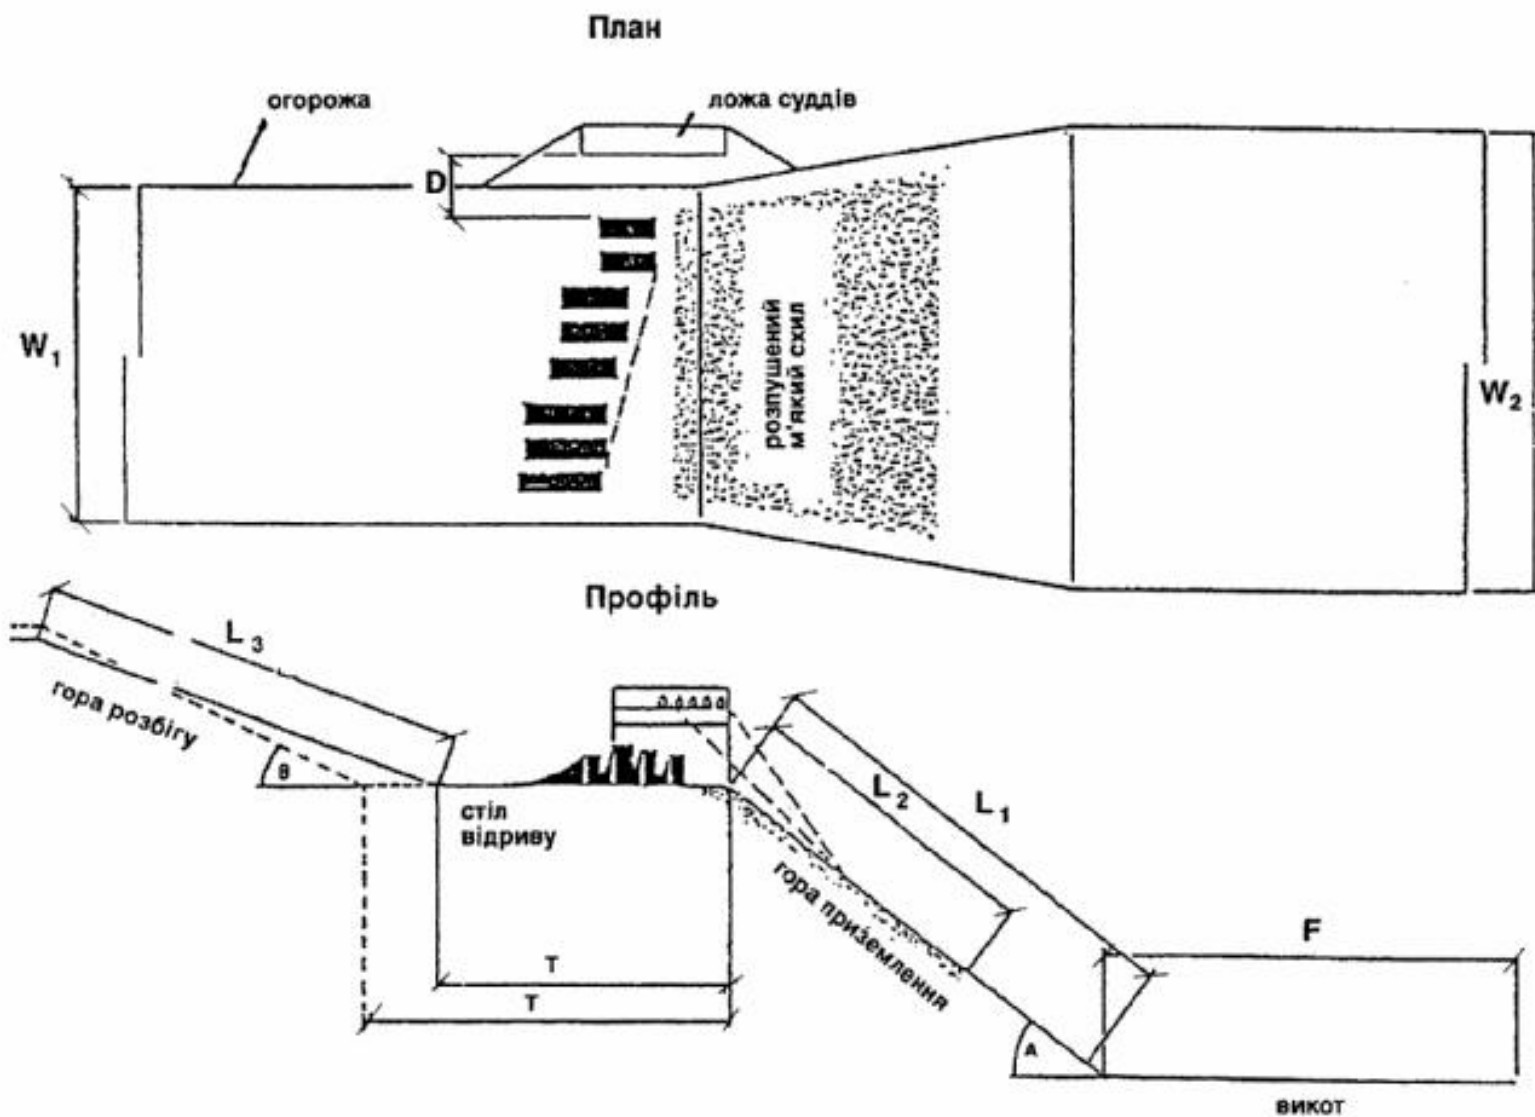 План
огорожа
ложа суддів
D
W₁
W₂
розпушений
м'який схил
Профіль
L₃
гора розбігу
В
стіл
відриву
L₂
L₁
гора приземлення
F
Т
Т
А
викот